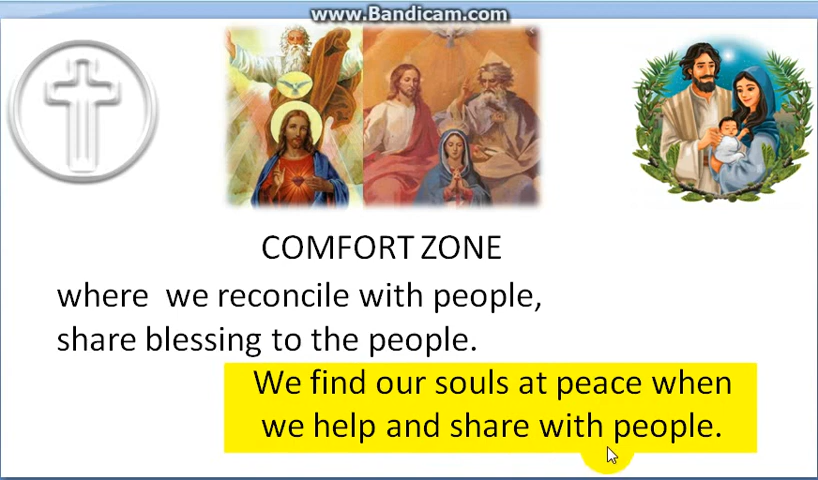 www.Bandicam.com
COMFORT ZONE
where we reconcile with people,
share blessing to the people.
We find our souls at peace when
we help and share with people.